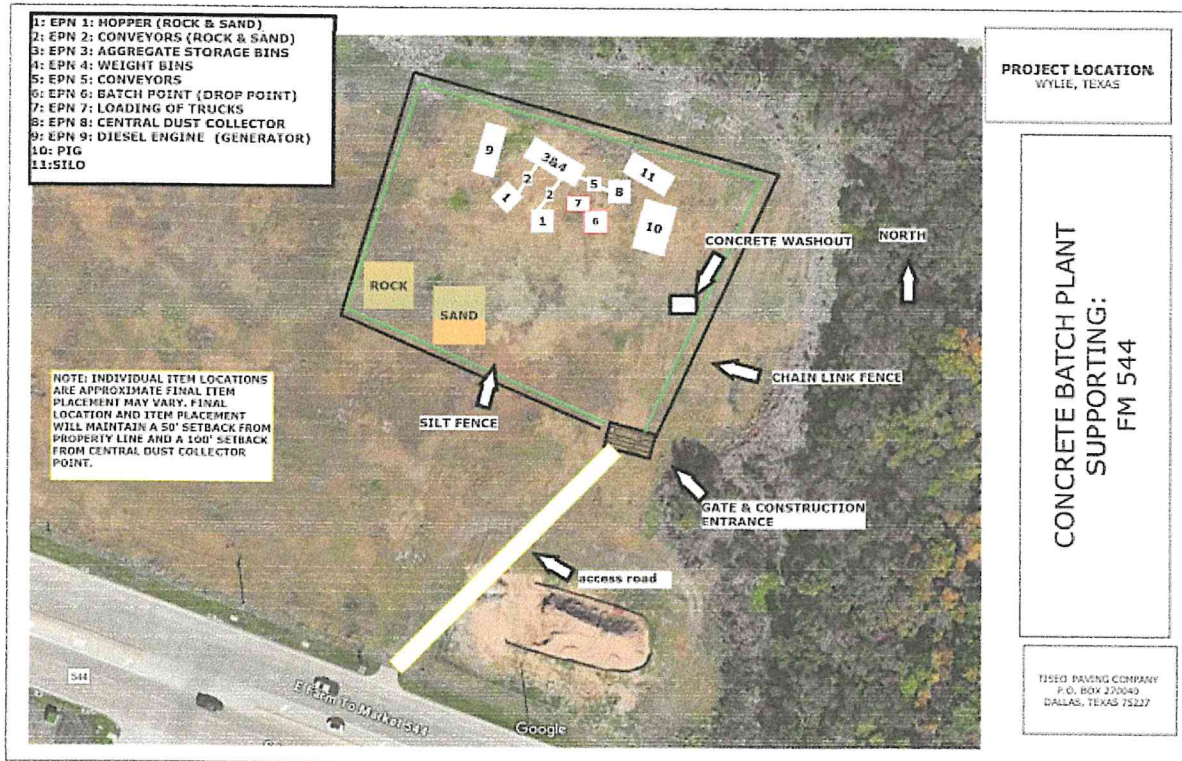 1: EPN 1: HOPPER (ROCK & SAND)
2: EPN 2: CONVEYORS (ROCK & SAND)
3: EPN 3: AGGREGATE STORAGE BINS
4: EPN 4: WEIGHT BINS
5: EPN 5: CONVEYORS
6: EPN 6: BATCH POINT (DROP POINT)
7: EPN 7: LOADING OF TRUCKS
8: EPN 8: CENTRAL DUST COLLECTOR
9: EPN 9: DIESEL ENGINE (GENERATOR)
10: PIG
11:SILO
PROJECT LOCATION
WYLIE, TEXAS
9
3&4
2
1
2
5
8
11
7
1
6
10
CONCRETE WASHOUT
NORTH
ROCK
SAND
CONCRETE BATCH PLANT
SUPPORTING:
FM 544
NOTE: INDIVIDUAL ITEM LOCATIONS
ARE APPROXIMATE. FINAL ITEM
PLACEMENT MAY VARY. FINAL
LOCATION AND ITEM PLACEMENT
WILL MAINTAIN A 50' SETBACK FROM
PROPERTY LINE AND A 100' SETBACK
FROM CENTRAL DUST COLLECTOR
POINT.
SILT FENCE
CHAIN LINK FENCE
GATE & CONSTRUCTION
ENTRANCE
access road
544
E Farm To Market 544
Google
TISEO PAVING COMPANY
P.O. BOX 270040
DALLAS, TEXAS 75227